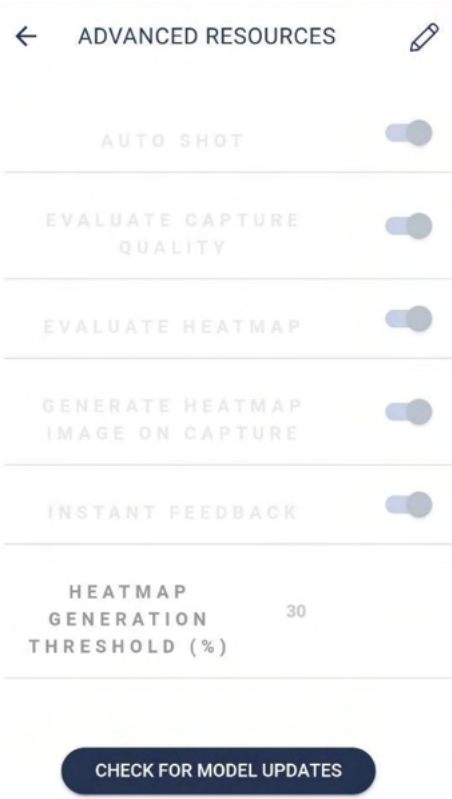 ADVANCED RESOURCES
AUTO SHOT
EVALUATE CAPTURE
QUALITY
EVALUATE HEATMAP
GENERATE HEATMAP
IMAGE ON CAPTURE
INSTANT FEEDBACK
HEATMAP
GENERATION
THRESHOLD (%)
30
CHECK FOR MODEL UPDATES